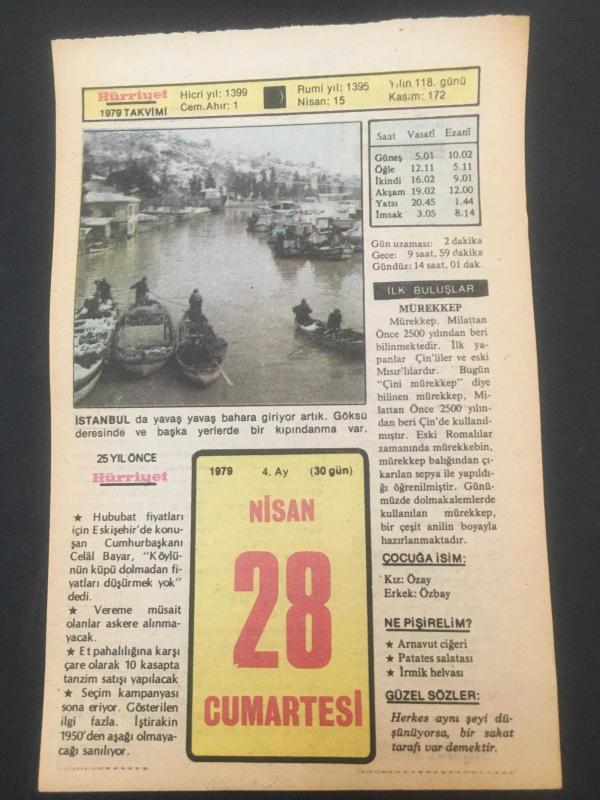 Hürriyet
1979 TAKVİMİ
Hicri yıl: 1399
Cem.Ahır: 1
Rumi yıl: 1395
Nisan: 15
Yılın 118. günü
Kasım: 172
Saat Vasatî Ezanî
Güneş 5.01 10.02
Öğle 12.11 5.11
İkindi 16.02 9.01
Akşam 19.02 12.00
Yatsı 20.45 1.44
İmsak 3.05 8.14
Gün uzaması: 2 dakika
Gece: 9 saat, 59 dakika
Gündüz: 14 saat, 01 dak.
İLK BULUŞLAR
MÜREKKEP
Mürekkep, Milattan
Önce 2500 yılından beri
bilinmektedir. İlk ya-
panlar Çin'liler ve eski
Mısır'lılardır. Bugün
"Çini mürekkep" diye
bilinen mürekkep, Mi-
lattan Önce 2500 yılın-
dan beri Çin'de kullanıl-
mıştır. Eski Romalılar
zamanında mürekkebin,
mürekkep balığından çı-
karılan sepya ile yapıldı-
ğı öğrenilmiştir. Günü-
müzde dolmakalemlerde
kullanılan mürekkep,
bir çeşit anilin boyayla
hazırlanmaktadır.
ÇOCUĞA İSİM:
Kız: Özay
Erkek: Özbay
NE PİŞİRELİM?
★ Arnavut ciğeri
★ Patates salatası
★ İrmik helvası
GÜZEL SÖZLER:
Herkes aynı şeyi dü-
şünüyorsa, bir sakat
tarafı var demektir.
İSTANBUL da yavaş yavaş bahara giriyor artık. Göksu
deresinde ve başka yerlerde bir kıpırdanma var.
25 YIL ÖNCE
Hürriyet
★ Hububat fiyatları
için Eskişehir'de konu-
şan Cumhurbaşkanı
Celâl Bayar, "Köylü-
nün küpü dolmadan fi-
yatları düşürmek yok"
dedi.
★ Vereme müsait
olanlar askere alınma-
yacak.
★ Et pahalılığına karşı
çare olarak 10 kasapta
tanzim satışı yapılacak
★ Seçim kampanyası
sona eriyor. Gösterilen
ilgi fazla. İştirakin
1950'den aşağı olmaya-
cağı sanılıyor.
1979 4. Ay (30 gün)
NİSAN
28
CUMARTESİ